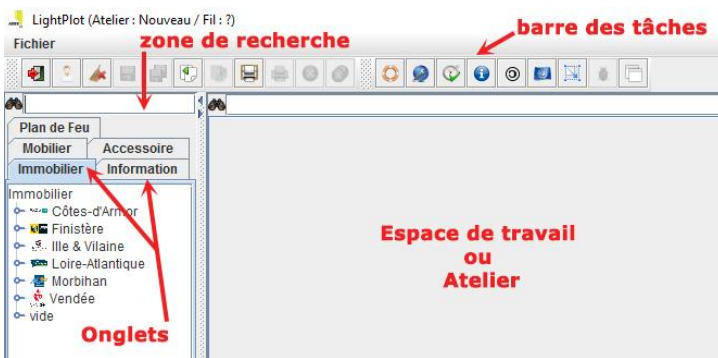 LightPlot (Atelier : Nouveau / Fil : ?)
Fichier
zone de recherche
barre des tâches
Plan de Feu
Mobilier
Accessoire
Immobilier
Information
Immobilier
Côtes-d'Armor
Finistère
Ille & Vilaine
Loire-Atlantique
Morbihan
Vendée
vide
Onglets
Espace de travail
ou
Atelier